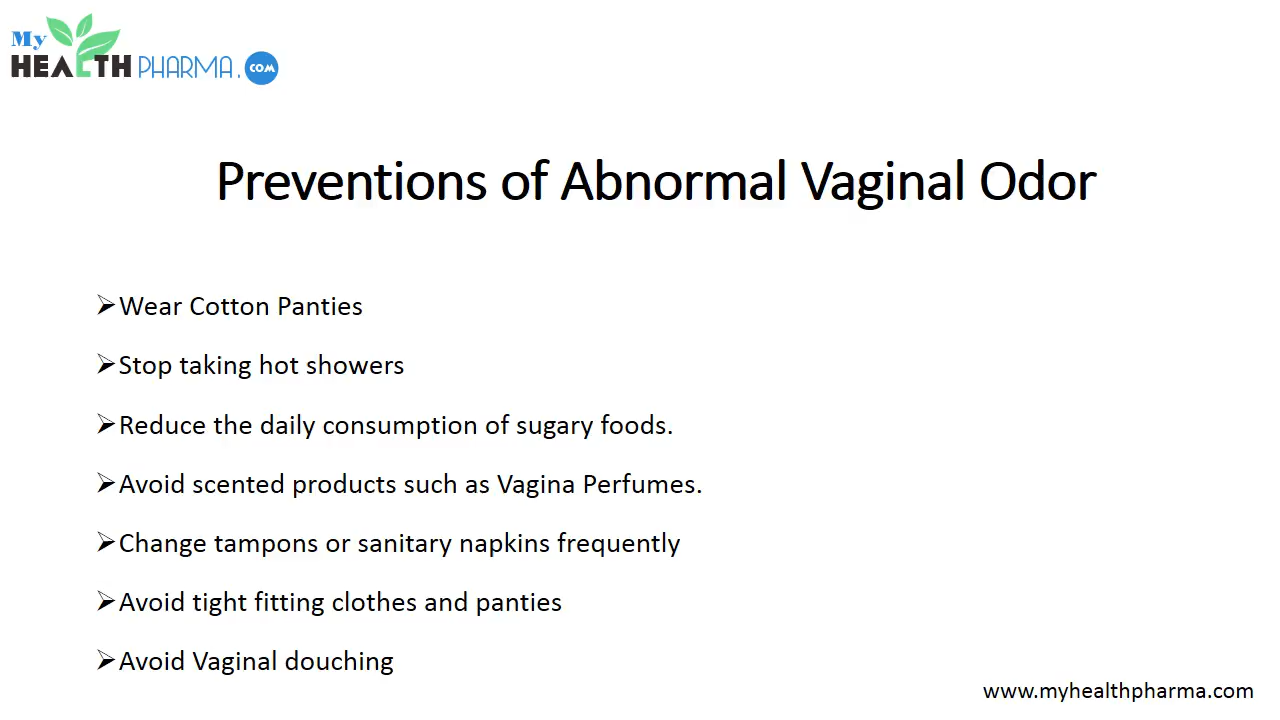 My
HEALTH PHARMA.COM
Preventions of Abnormal Vaginal Odor
➢Wear Cotton Panties
➢Stop taking hot showers
➢Reduce the daily consumption of sugary foods.
➢Avoid scented products such as Vagina Perfumes.
➢Change tampons or sanitary napkins frequently
➢Avoid tight fitting clothes and panties
➢Avoid Vaginal douching
www.myhealthpharma.com